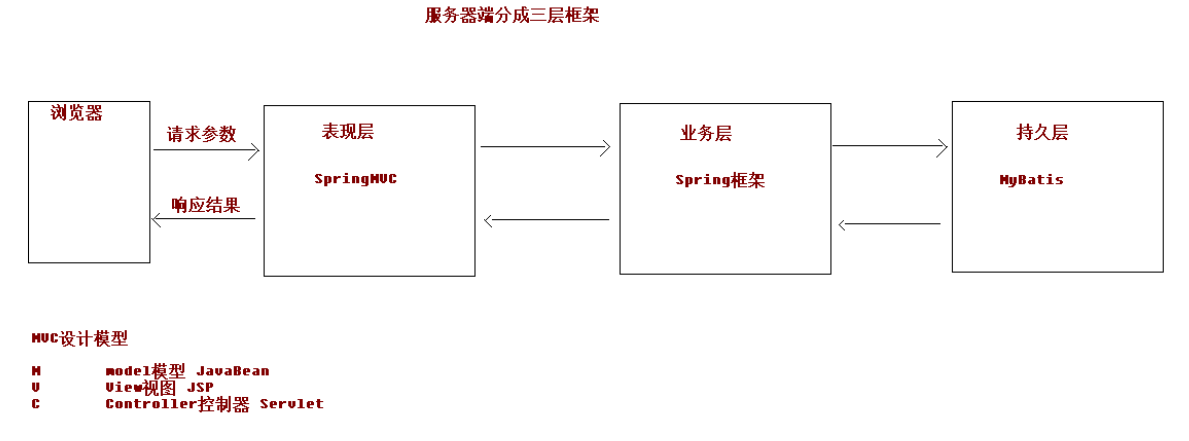 服务器端分成三层框架
浏览器
请求参数
响应结果
表现层
SpringMVC
业务层
Spring框架
持久层
MyBatis
MVC设计模型
M model模型 JavaBean
V View视图 JSP
C Controller控制器 Servlet